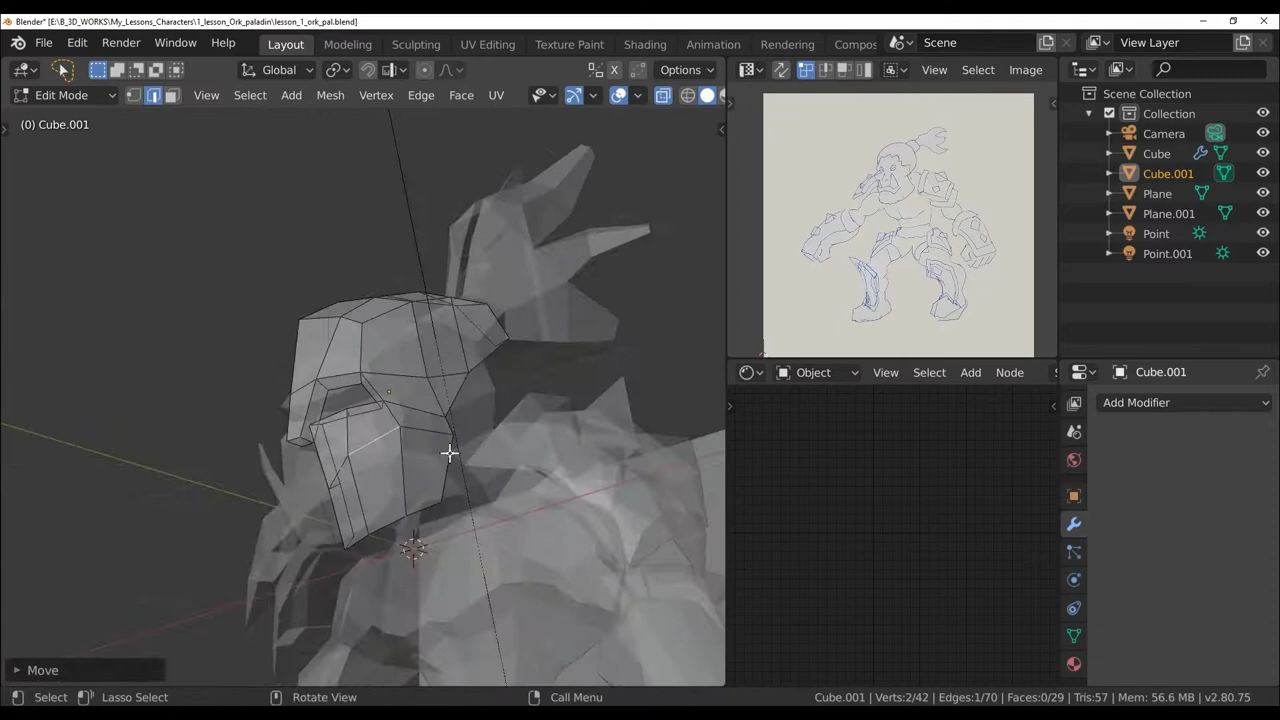 Blender* [E:\B_3D_WORKS\My_Lessons_Characters\1_lesson_Ork_paladin\lesson_1_ork_pal.blend]
File Edit Render Window Help Layout Modeling Sculpting UV Editing Texture Paint Shading Animation Rendering Compos Scene View Layer
Global X Options View Select Image
Edit Mode View Select Add Mesh Vertex Edge Face UV
Scene Collection
(0) Cube.001
Collection
Camera
Cube
Cube.001
Plane
Plane.001
Point
Point.001
Object View Select Add Node S
Cube.001
Add Modifier
Move
Select Lasso Select Rotate View Call Menu Cube.001 | Verts:2/42 | Edges:1/70 | Faces:0/29 | Tris:57 | Mem: 56.6 MB | v2.80.75